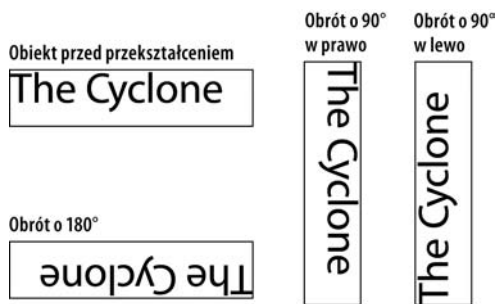 Obiekt przed przekształceniem
The Cyclone
Obrót o 180°
The Cyclone
Obrót o 90°
w prawo
The Cyclone
Obrót o 90°
w lewo
The Cyclone